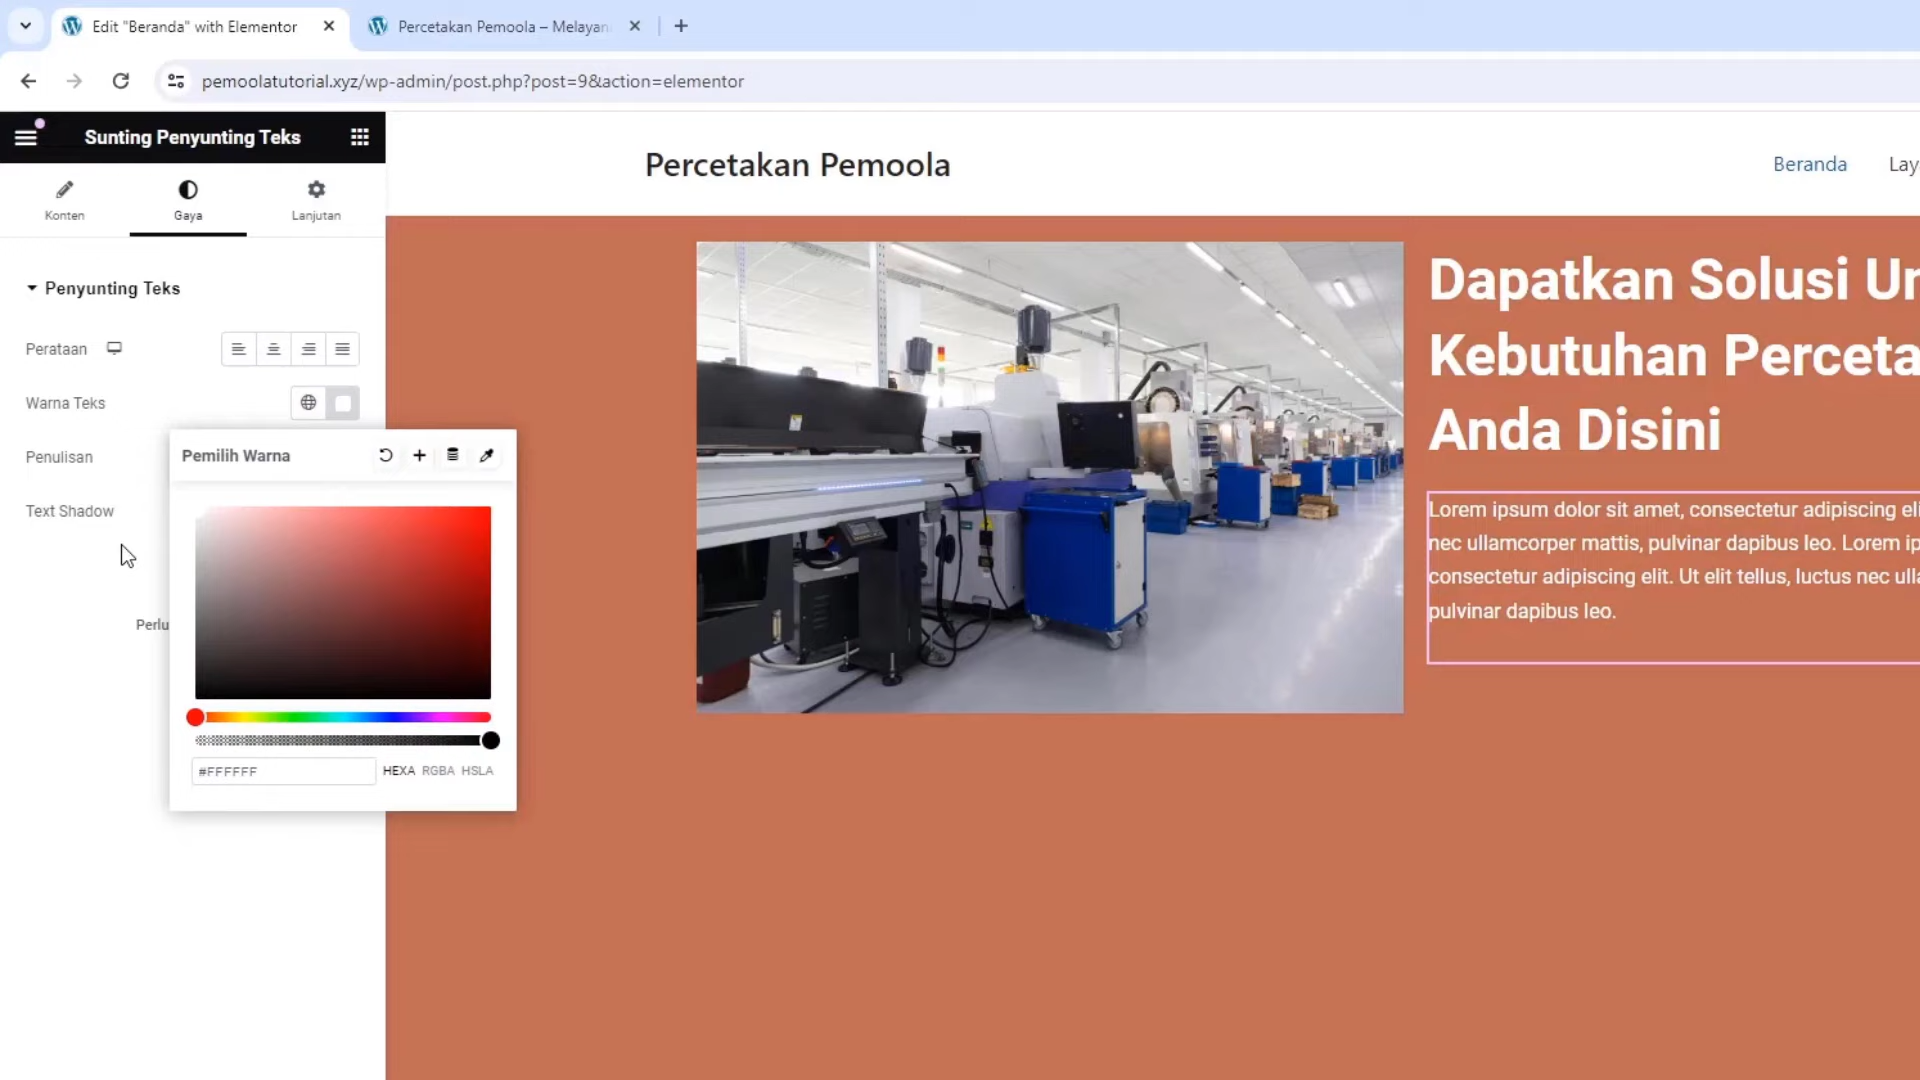 Edit "Beranda" with Elementor
Percetakan Pemoola – Melayan
pemoolatutorial.xyz/wp-admin/post.php?post=9&action=elementor
Sunting Penyunting Teks
Konten
Gaya
Lanjutan
Penyunting Teks
Perataan
Warna Teks
Penulisan
Text Shadow
Perlu
Pemilih Warna
#FFFFFF
HEXA RGBA HSLA
Percetakan Pemoola
Beranda
Lay
Dapatkan Solusi Un
Kebutuhan Perceta
Anda Disini
Lorem ipsum dolor sit amet, consectetur adipiscing eli
nec ullamcorper mattis, pulvinar dapibus leo. Lorem ip
consectetur adipiscing elit. Ut elit tellus, luctus nec ulla
pulvinar dapibus leo.